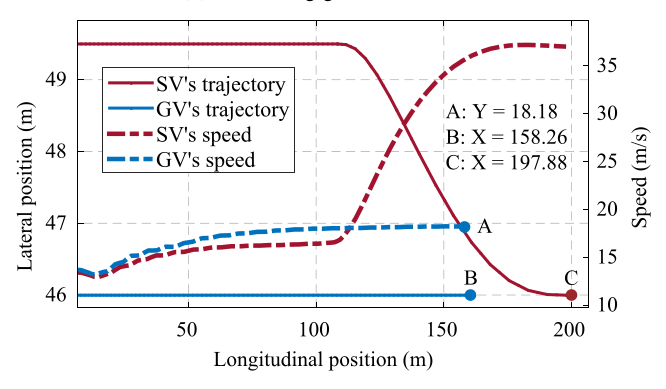 49
48
47
46
35
30
25
20
15
10
50
100
150
200
Lateral position (m)
Speed (m/s)
Longitudinal position (m)
SV's trajectory
GV's trajectory
SV's speed
GV's speed
A: Y = 18.18
B: X = 158.26
C: X = 197.88
A
B
C